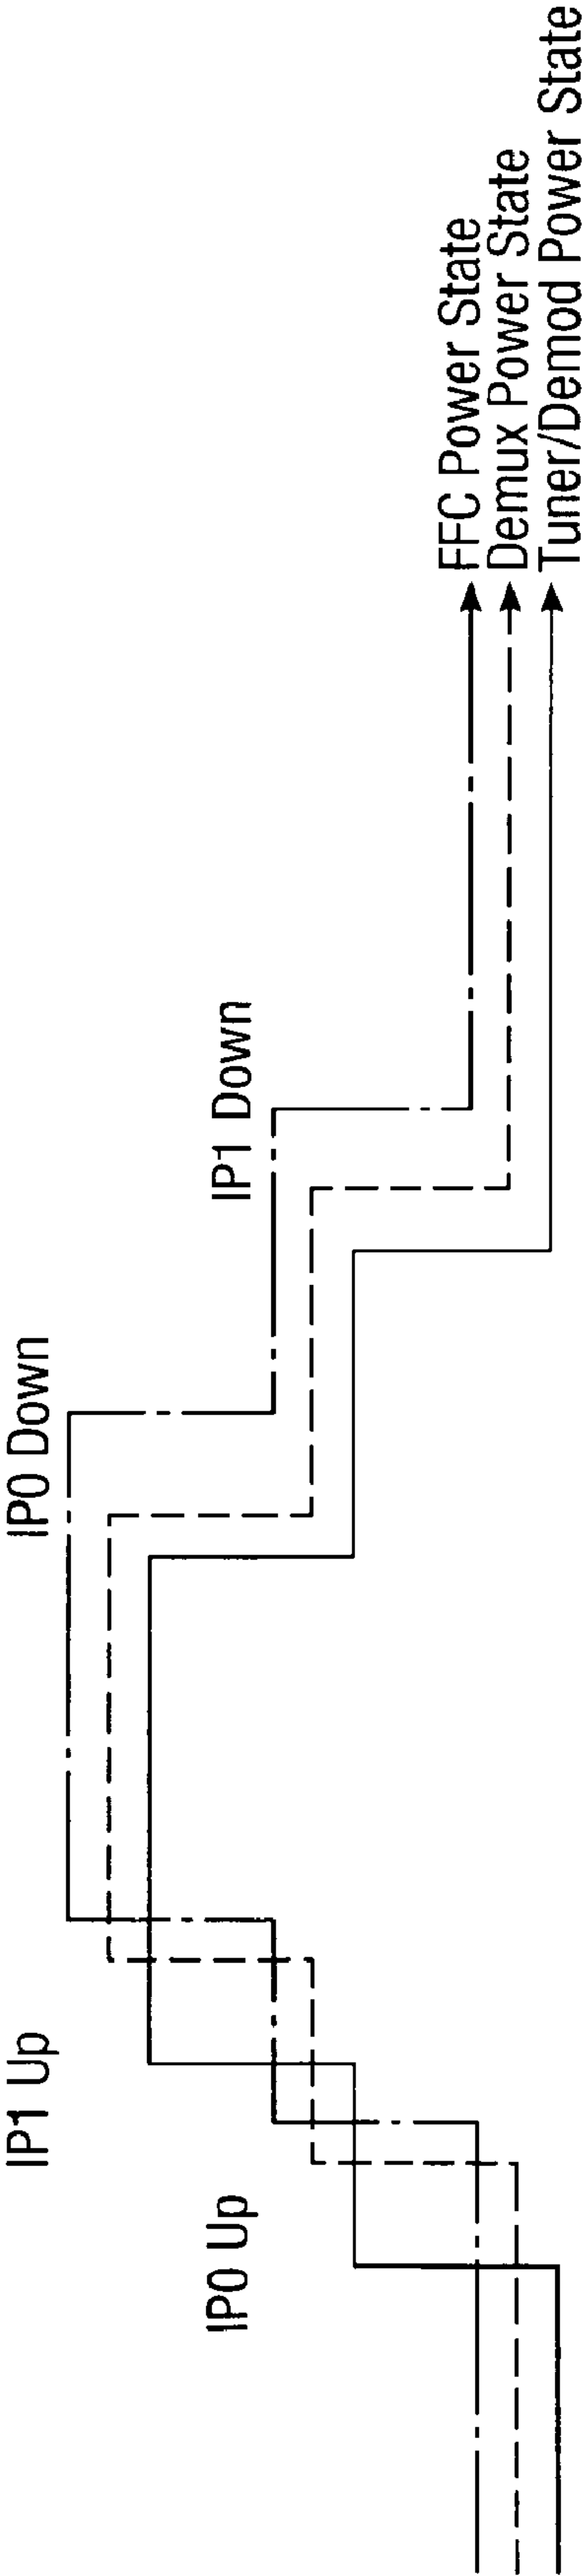 IP1 Up
IP0 Up
IP0 Down
IP1 Down
FFC Power State
Demux Power State
Tuner/Demod Power State